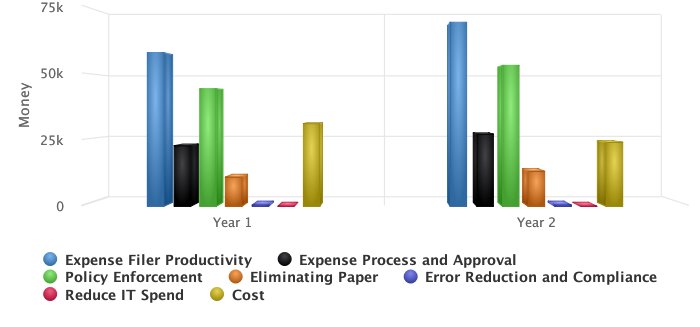 75k
50k
25k
0
Money
Year 1
Year 2
Expense Filer Productivity
Expense Process and Approval
Policy Enforcement
Eliminating Paper
Error Reduction and Compliance
Reduce IT Spend
Cost